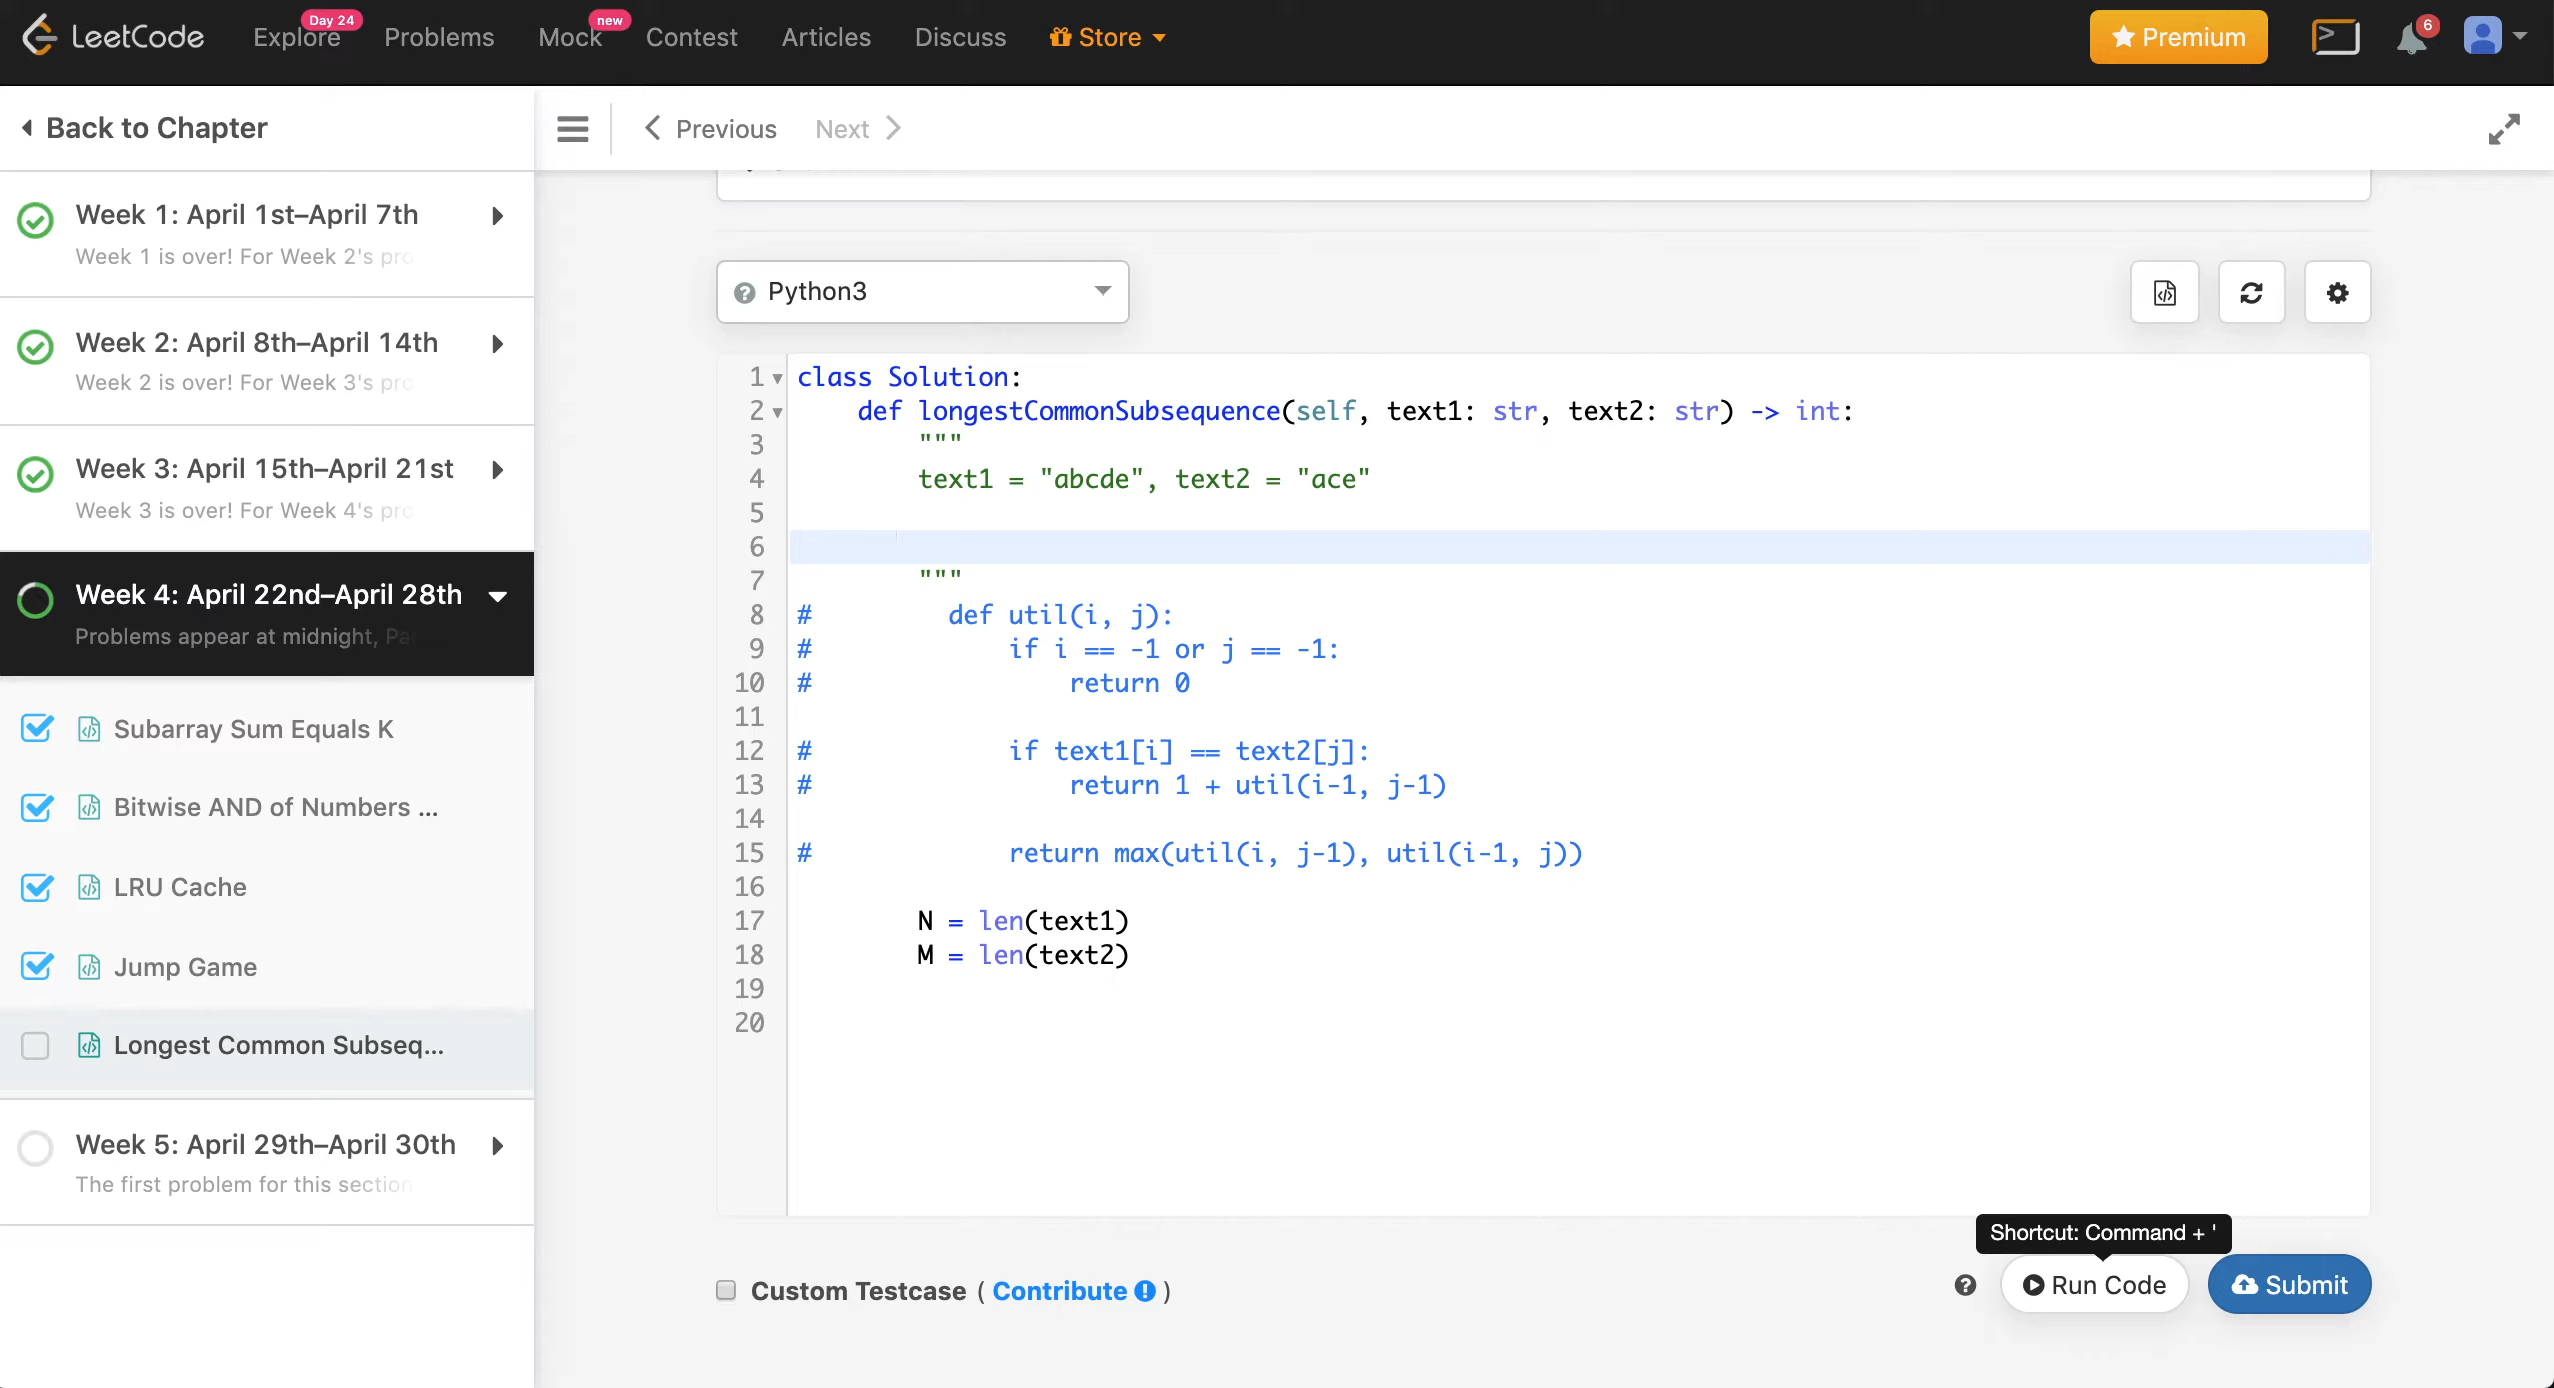 LeetCode
Explore
Day 24
Problems
Mock
new
Contest
Articles
Discuss
Store
Premium
6
Back to Chapter
Previous
Next
Week 1: April 1st–April 7th
Week 1 is over! For Week 2's pro
Week 2: April 8th–April 14th
Week 2 is over! For Week 3's pro
Week 3: April 15th–April 21st
Week 3 is over! For Week 4's pro
Week 4: April 22nd–April 28th
Problems appear at midnight, Pac
Subarray Sum Equals K
Bitwise AND of Numbers ...
LRU Cache
Jump Game
Longest Common Subseq...
Week 5: April 29th–April 30th
The first problem for this section
Python3
1 class Solution:
2 def longestCommonSubsequence(self, text1: str, text2: str) -> int:
3 """
4 text1 = "abcde", text2 = "ace"
5
6
7 """
8 # def util(i, j):
9 # if i == -1 or j == -1:
10 # return 0
11
12 # if text1[i] == text2[j]:
13 # return 1 + util(i-1, j-1)
14
15 # return max(util(i, j-1), util(i-1, j))
16
17 N = len(text1)
18 M = len(text2)
19
20
Shortcut: Command + '
Custom Testcase ( Contribute )
Run Code
Submit